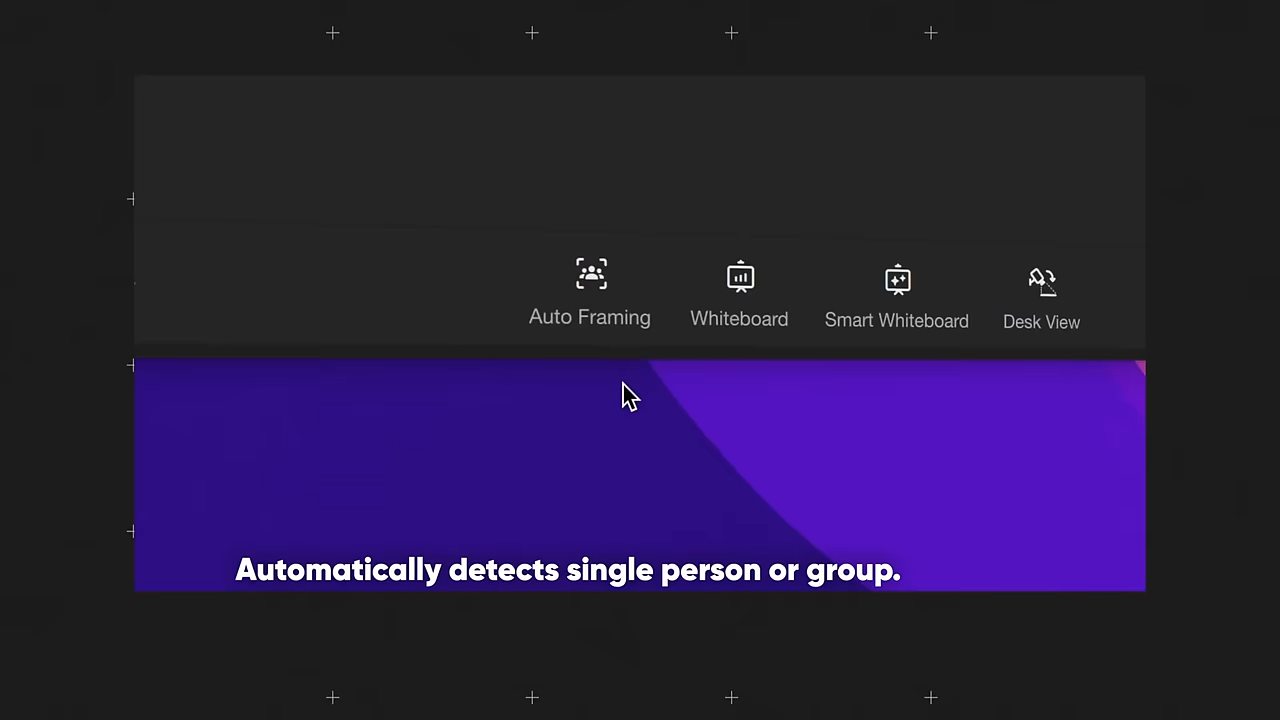 Auto Framing
Whiteboard
Smart Whiteboard
Desk View
Automatically detects single person or group.